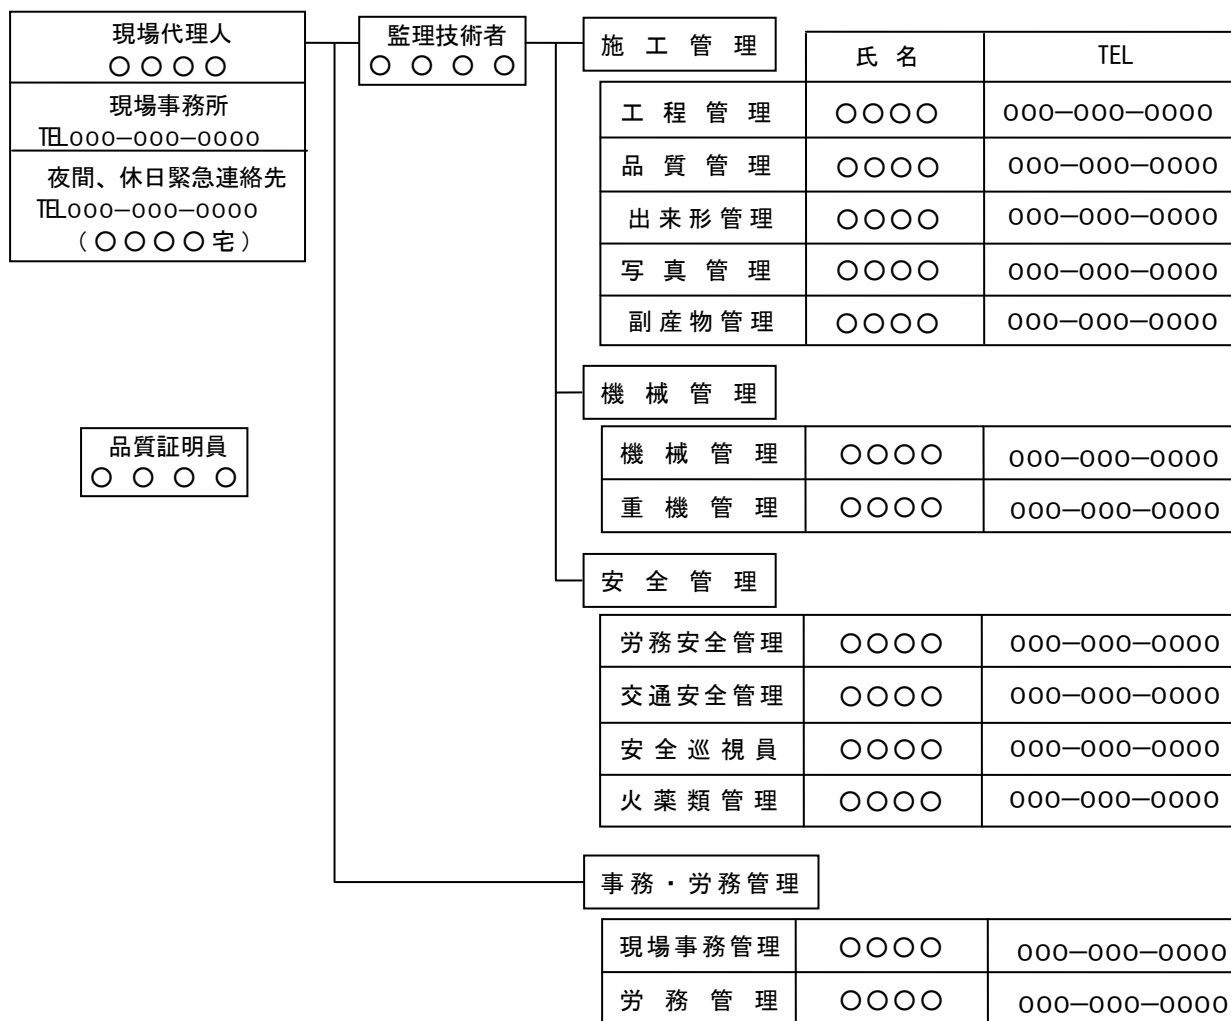 現場代理人
○○○○
現場事務所
TEL000−000−0000
夜間、休日緊急連絡先
TEL000−000−0000
(○○○○宅)
監理技術者
○ ○ ○ ○
品質証明員
○ ○ ○ ○
施 工 管 理
氏 名 TEL
工 程 管 理 ○○○○ 000−000−0000
品 質 管 理 ○○○○ 000−000−0000
出来形管理 ○○○○ 000−000−0000
写 真 管 理 ○○○○ 000−000−0000
副産物管理 ○○○○ 000−000−0000
機 械 管 理
機 械 管 理 ○○○○ 000−000−0000
重 機 管 理 ○○○○ 000−000−0000
安 全 管 理
労務安全管理 ○○○○ 000−000−0000
交通安全管理 ○○○○ 000−000−0000
安 全 巡 視 員 ○○○○ 000−000−0000
火 薬 類 管 理 ○○○○ 000−000−0000
事務・労務管理
現場事務管理 ○○○○ 000−000−0000
労 務 管 理 ○○○○ 000−000−0000